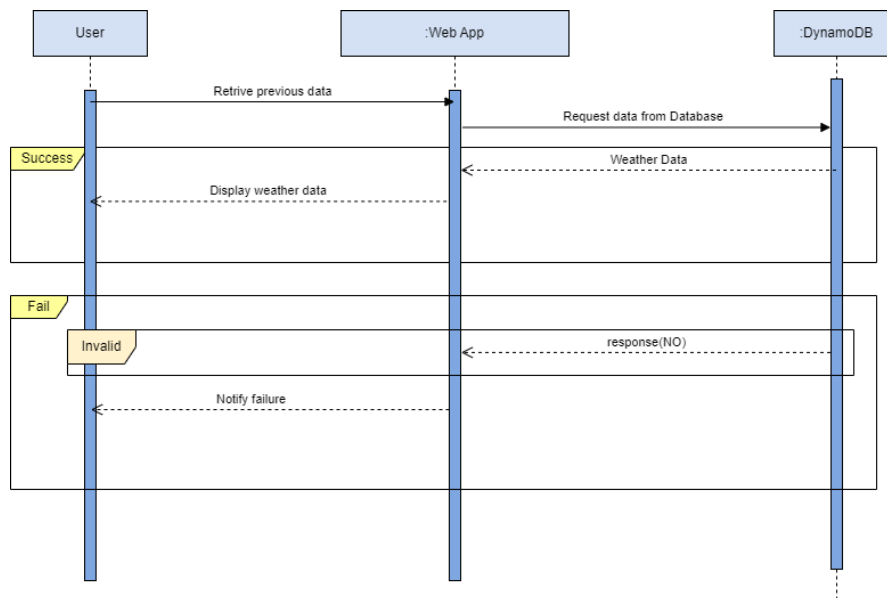 User
:Web App
:DynamoDB
Retrive previous data
Request data from Database
Success
Weather Data
Display weather data
Fail
Invalid
response(NO)
Notify failure